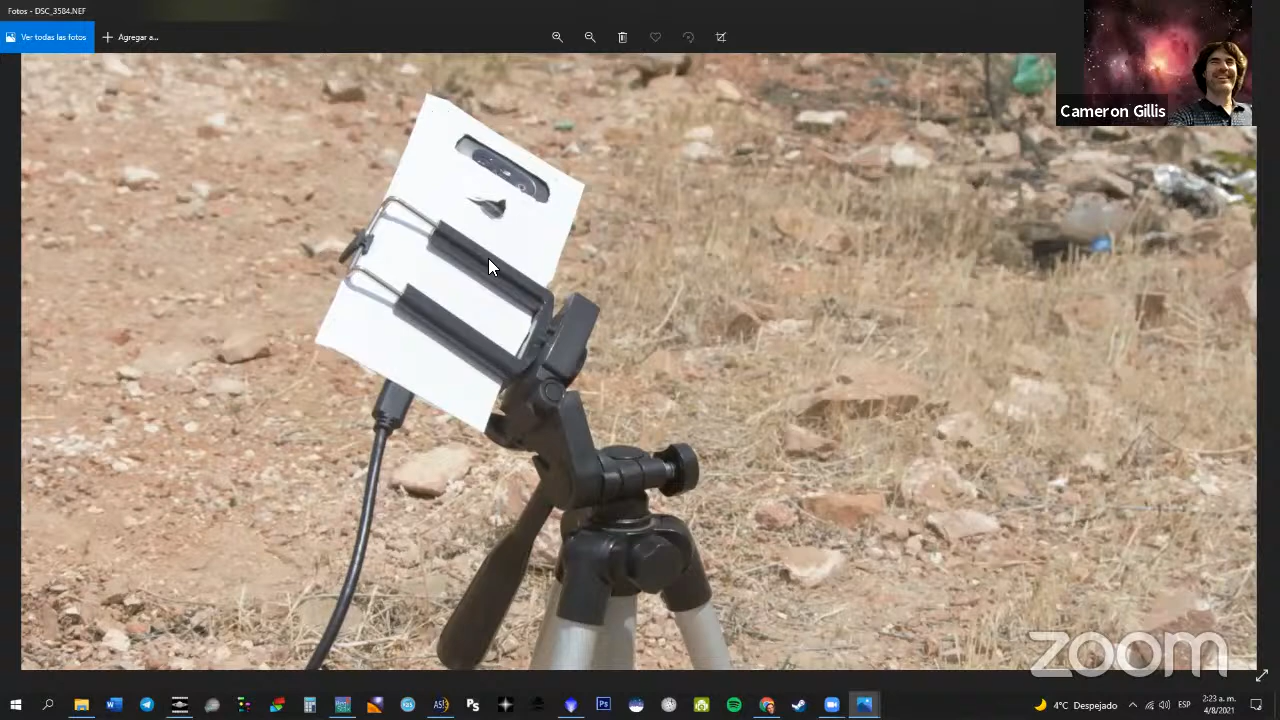 Fotos - DSC_3584.NEF
Ver todas las fotos
Agregar a...
Cameron Gillis
zoom
4°C Despejado
ESP
2:23 a. m.
4/8/2021